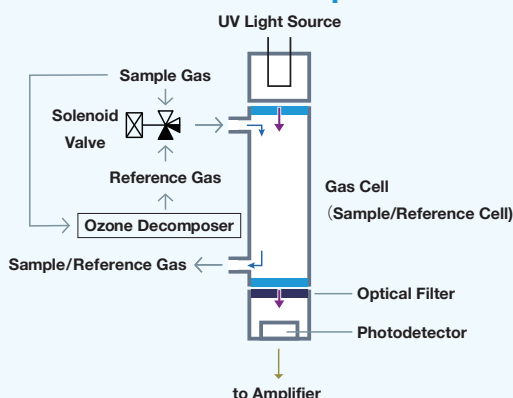 UV Light Source
Sample Gas
Solenoid
Valve
Reference Gas
Ozone Decomposer
Sample/Reference Gas
Gas Cell
(Sample/Reference Cell)
Optical Filter
Photodetector
to Amplifier